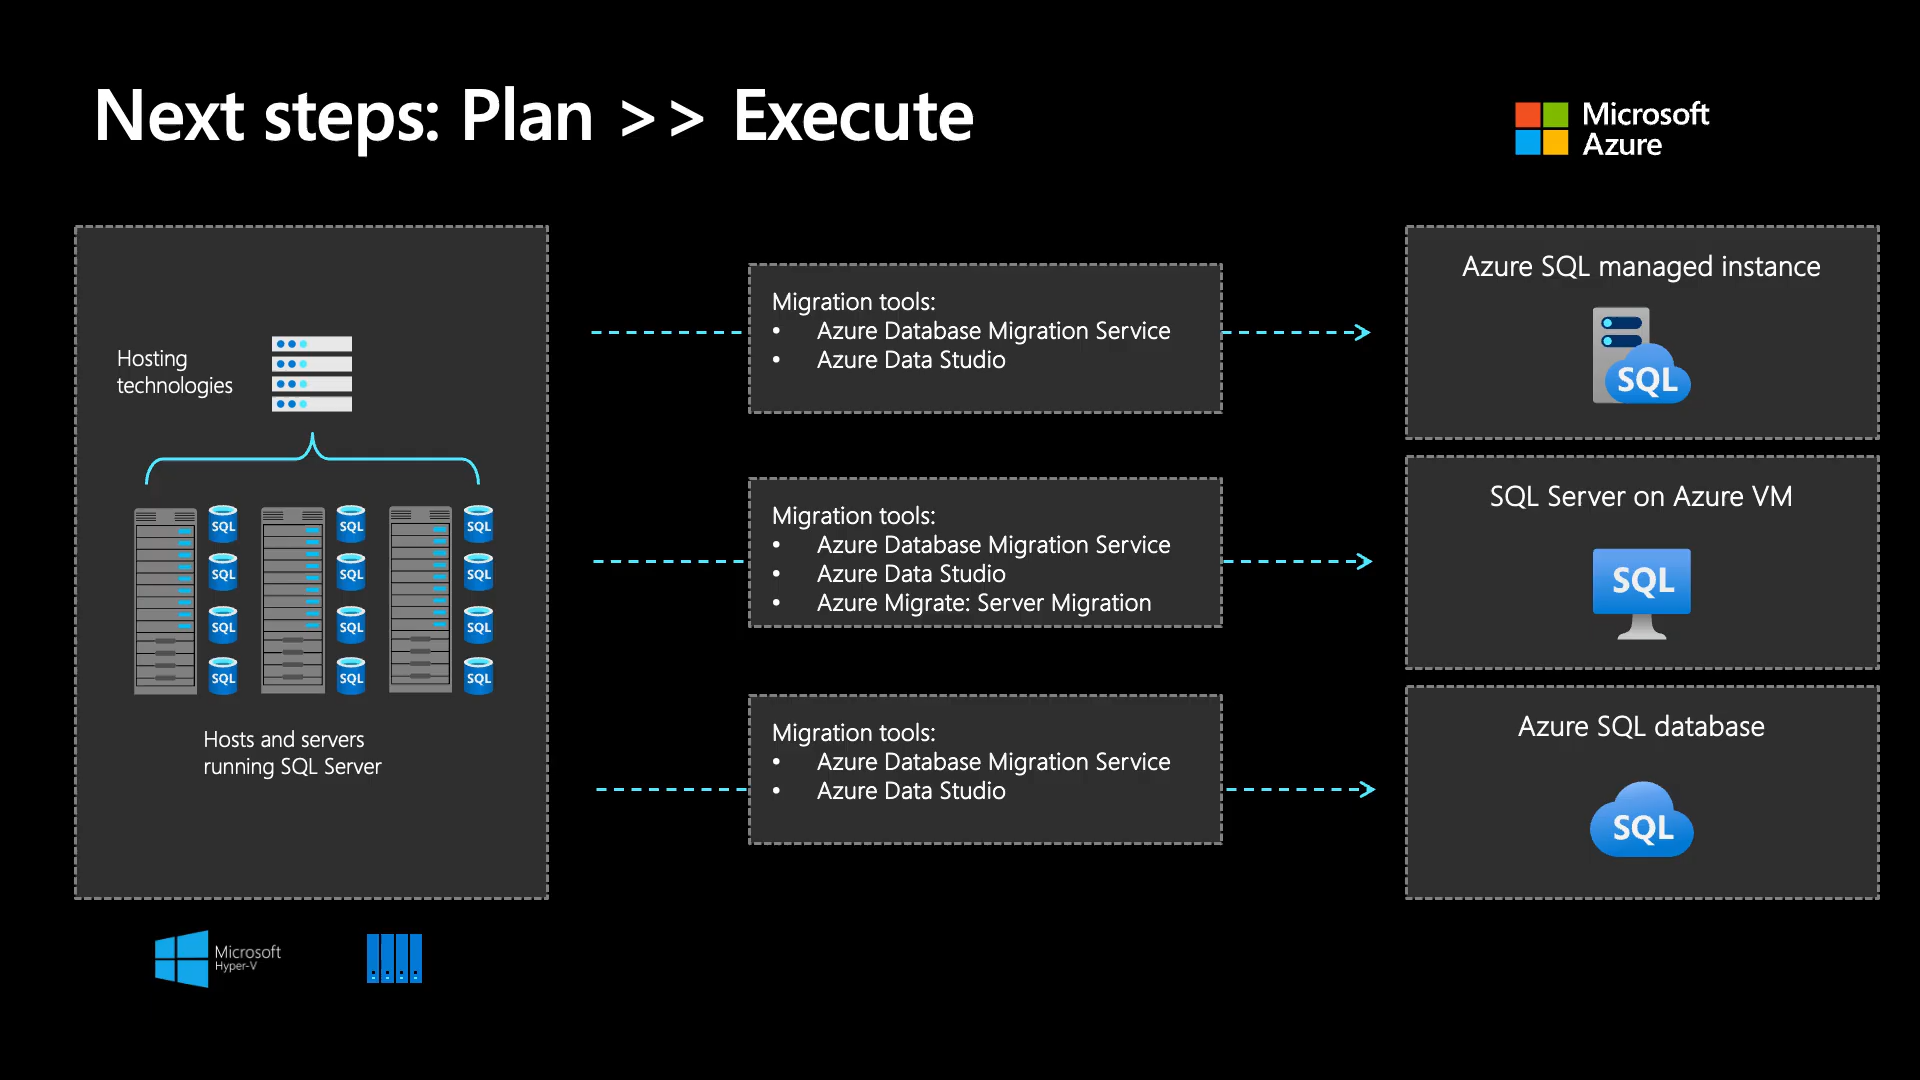 Next steps: Plan >> Execute
Microsoft
Azure
Hosting
technologies
SQL SQL SQL
SQL SQL SQL
SQL SQL SQL
SQL SQL SQL
Hosts and servers
running SQL Server
Microsoft
Hyper-V
Migration tools:
• Azure Database Migration Service
• Azure Data Studio
Migration tools:
• Azure Database Migration Service
• Azure Data Studio
• Azure Migrate: Server Migration
Migration tools:
• Azure Database Migration Service
• Azure Data Studio
Azure SQL managed instance
SQL
SQL Server on Azure VM
SQL
Azure SQL database
SQL